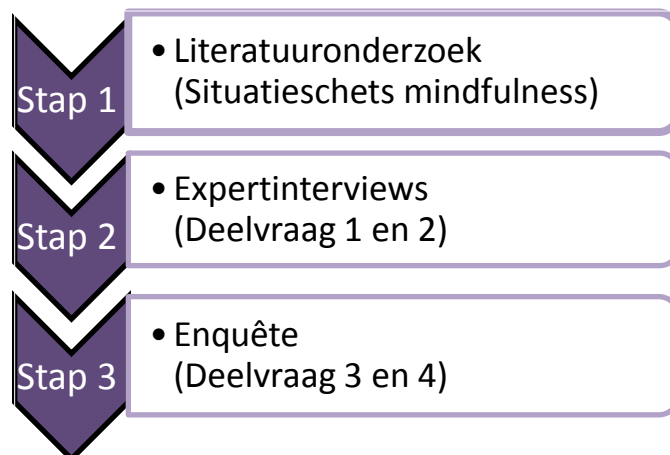 Stap 1
• Literatuuronderzoek
(Situatieschets mindfulness)
Stap 2
• Expertinterviews
(Deelvraag 1 en 2)
Stap 3
• Enquête
(Deelvraag 3 en 4)